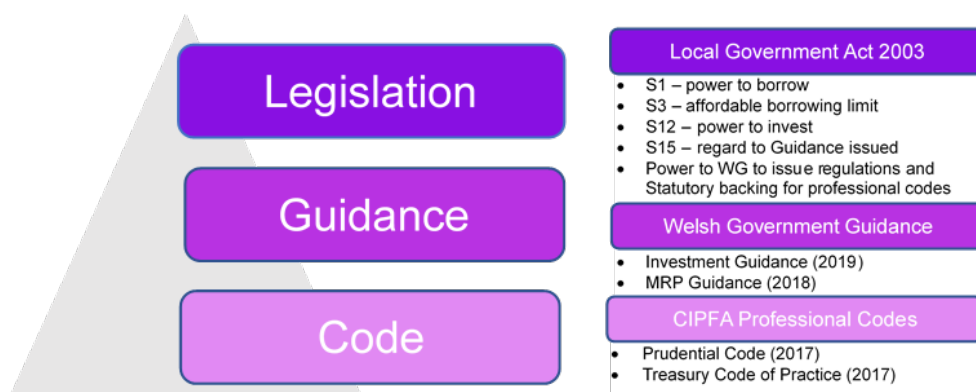 Legislation
Guidance
Code
Local Government Act 2003
• S1 – power to borrow
• S3 – affordable borrowing limit
• S12 – power to invest
• S15 – regard to Guidance issued
• Power to WG to issue regulations and
Statutory backing for professional codes
Welsh Government Guidance
• Investment Guidance (2019)
• MRP Guidance (2018)
CIPFA Professional Codes
• Prudential Code (2017)
• Treasury Code of Practice (2017)